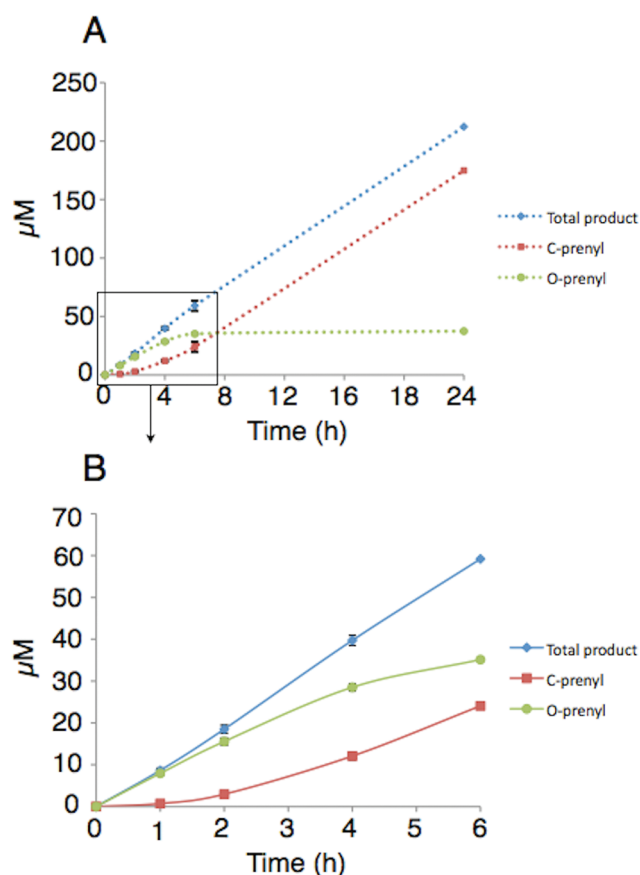 A
250
200
150
100
50
0
µM
0 4 8 12 16 18 24
Time (h)
Total product
C-prenyl
O-prenyl
B
70
60
50
40
30
20
10
0
µM
0 1 2 3 4 5 6
Time (h)
Total product
C-prenyl
O-prenyl